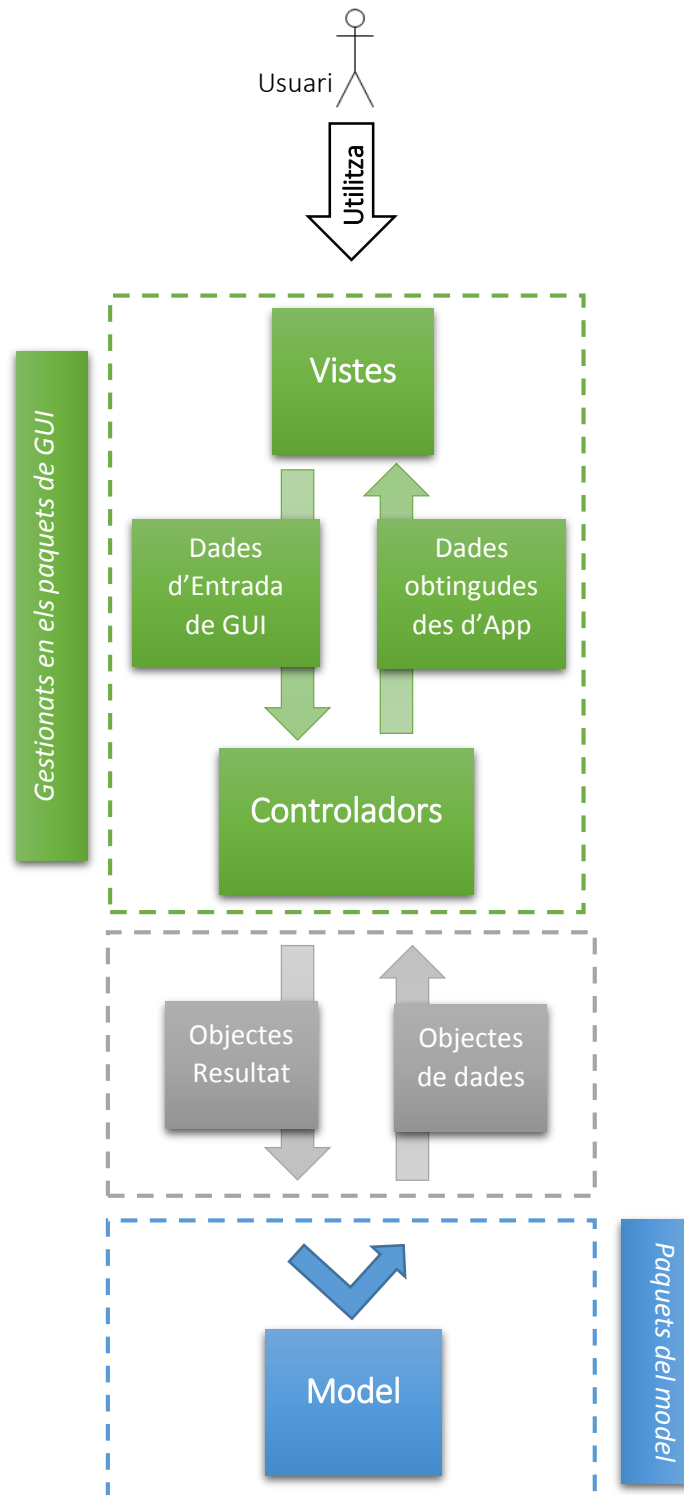 Usuari
Utilitza
Vistes
Gestionats en els paquets de GUI
Dades
d’Entrada
de GUI
Dades
obtingudes
des d’App
Controladors
Objectes
Resultat
Objectes
de dades
Paquets del model
Model